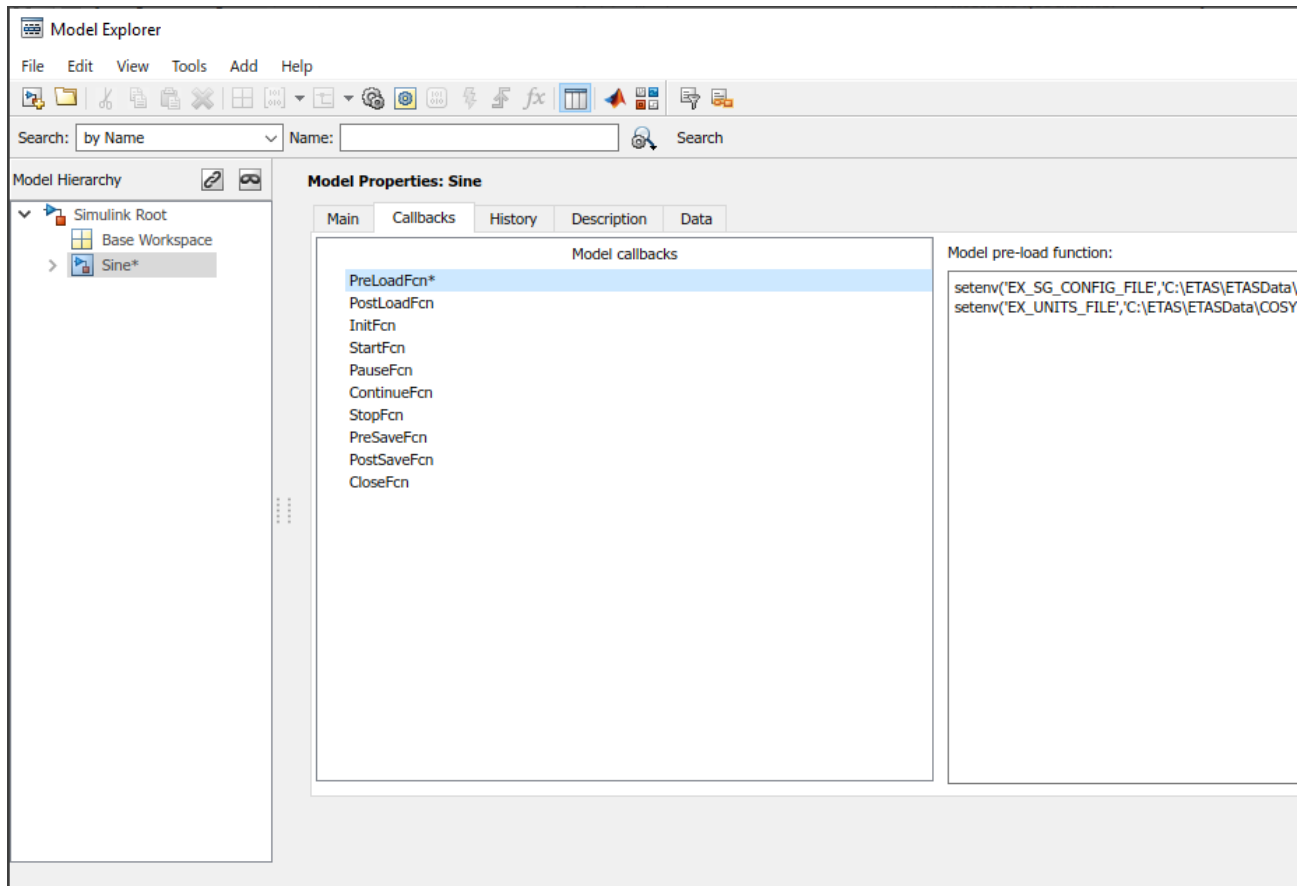 Model Explorer
File Edit View Tools Add Help
fx
Search: by Name Name: Search
Model Hierarchy
Simulink Root
Base Workspace
Sine*
Model Properties: Sine
Main Callbacks History Description Data
Model callbacks
PreLoadFcn*
PostLoadFcn
InitFcn
StartFcn
PauseFcn
ContinueFcn
StopFcn
PreSaveFcn
PostSaveFcn
CloseFcn
Model pre-load function:
setenv('EX_SG_CONFIG_FILE','C:\ETAS\ETASData\
setenv('EX_UNITS_FILE','C:\ETAS\ETASData\COSY